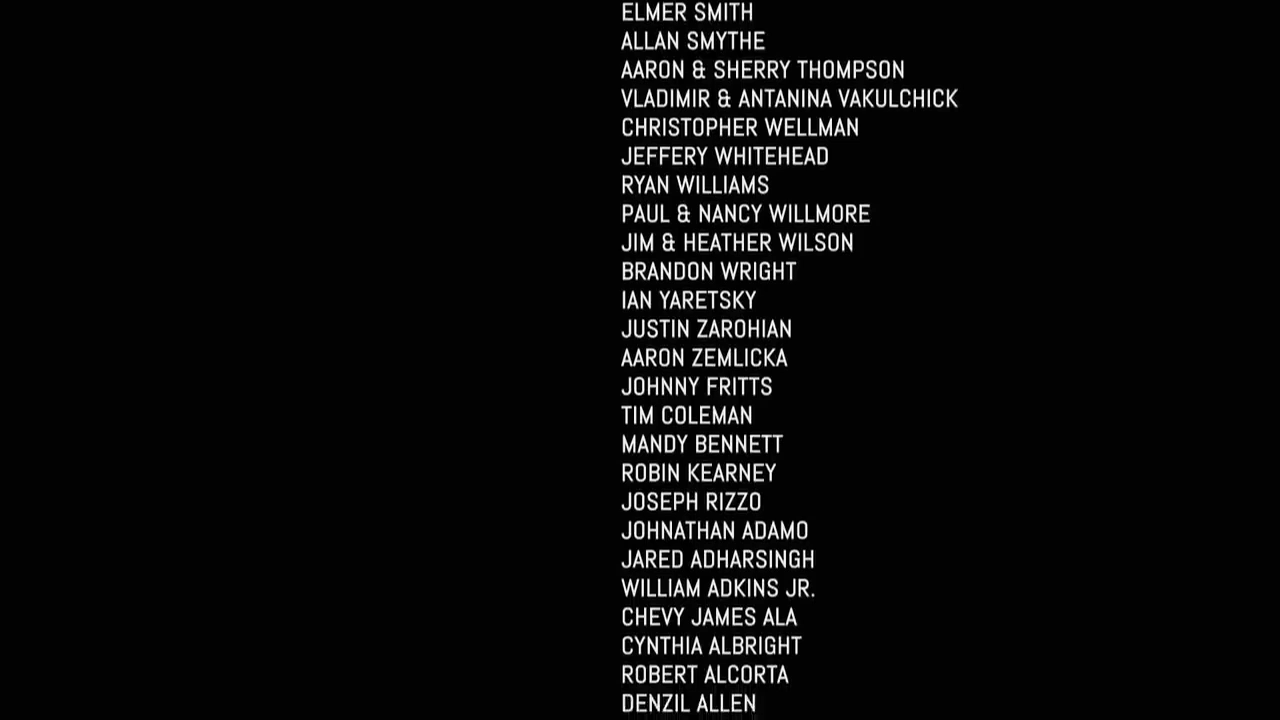 ELMER SMITH
ALLAN SMYTHE
AARON & SHERRY THOMPSON
VLADIMIR & ANTANINA VAKULCHICK
CHRISTOPHER WELLMAN
JEFFERY WHITEHEAD
RYAN WILLIAMS
PAUL & NANCY WILLMORE
JIM & HEATHER WILSON
BRANDON WRIGHT
IAN YARETSKY
JUSTIN ZAROHIAN
AARON ZEMLICKA
JOHNNY FRITTS
TIM COLEMAN
MANDY BENNETT
ROBIN KEARNEY
JOSEPH RIZZO
JOHNATHAN ADAMO
JARED ADHARSINGH
WILLIAM ADKINS JR.
CHEVY JAMES ALA
CYNTHIA ALBRIGHT
ROBERT ALCORTA
DENZIL ALLEN